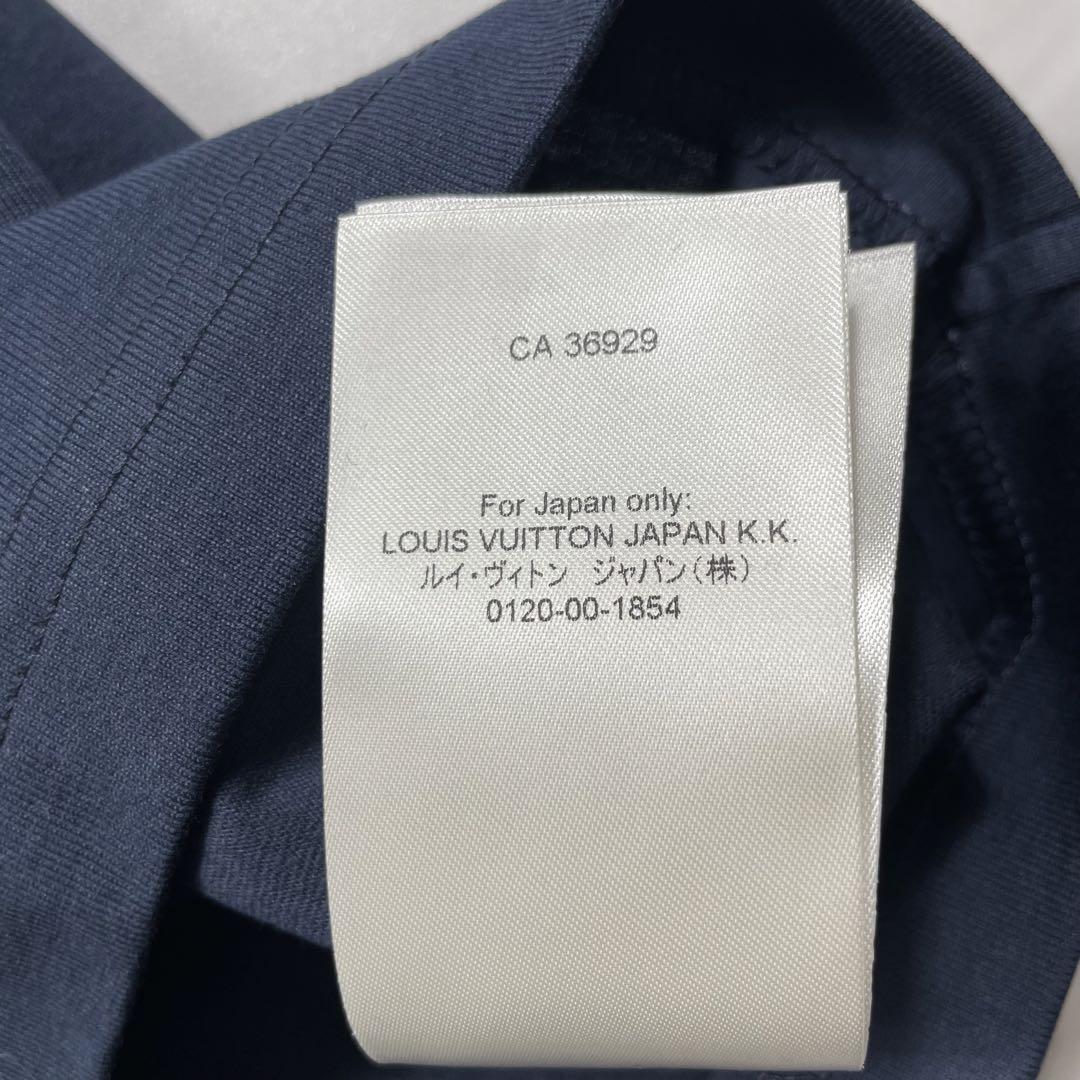 CA 36929
For Japan only:
LOUIS VUITTON JAPAN K.K.
ルイ・ヴィトン ジャパン(株)
0120-00-1854